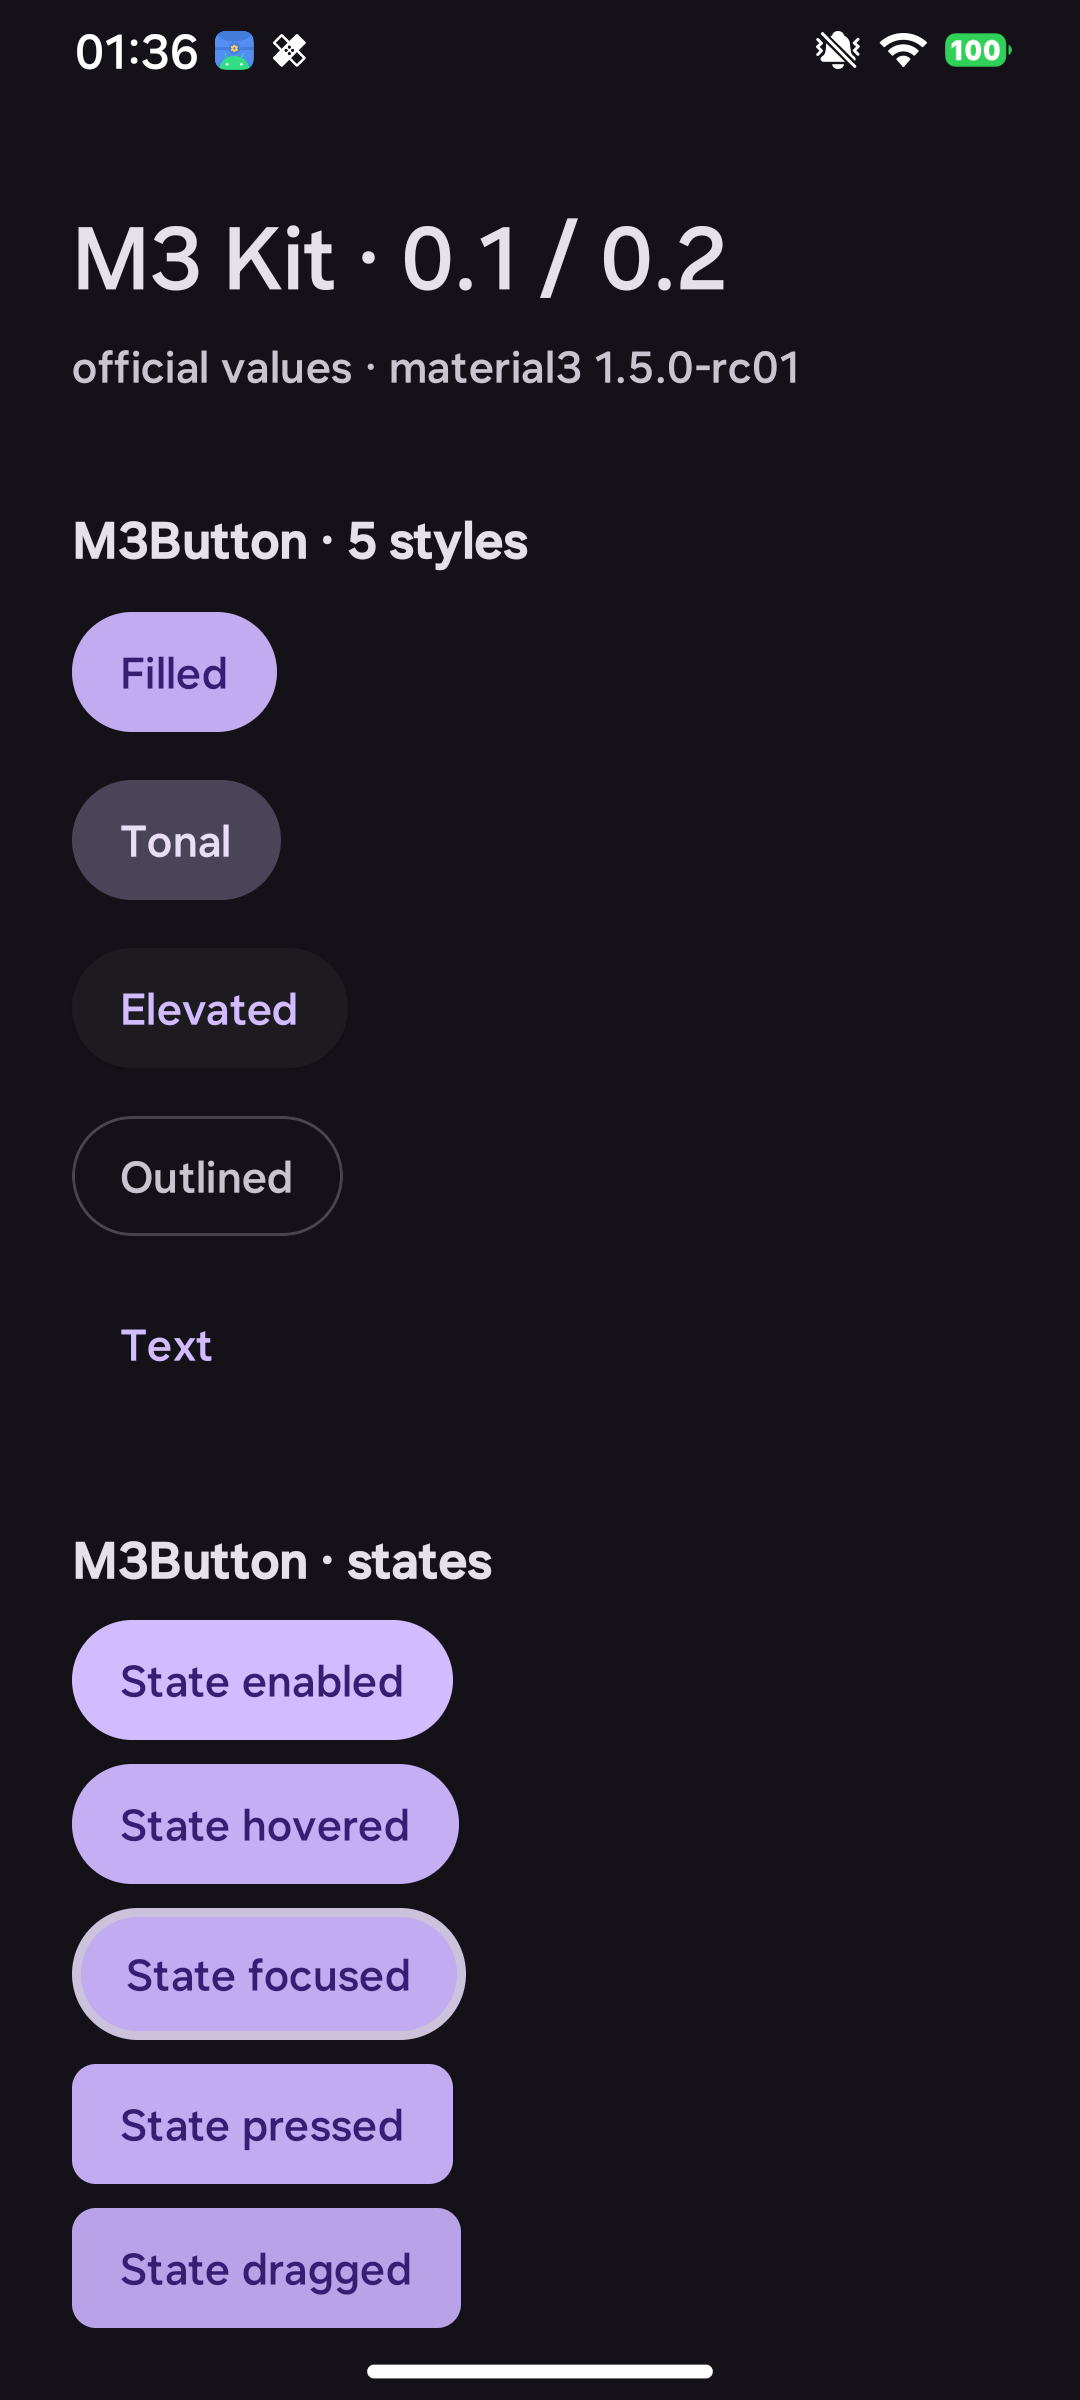 01:36
100
M3 Kit · 0.1 / 0.2
official values · material3 1.5.0-rc01
M3Button · 5 styles
Filled
Tonal
Elevated
Outlined
Text
M3Button · states
State enabled
State hovered
State focused
State pressed
State dragged